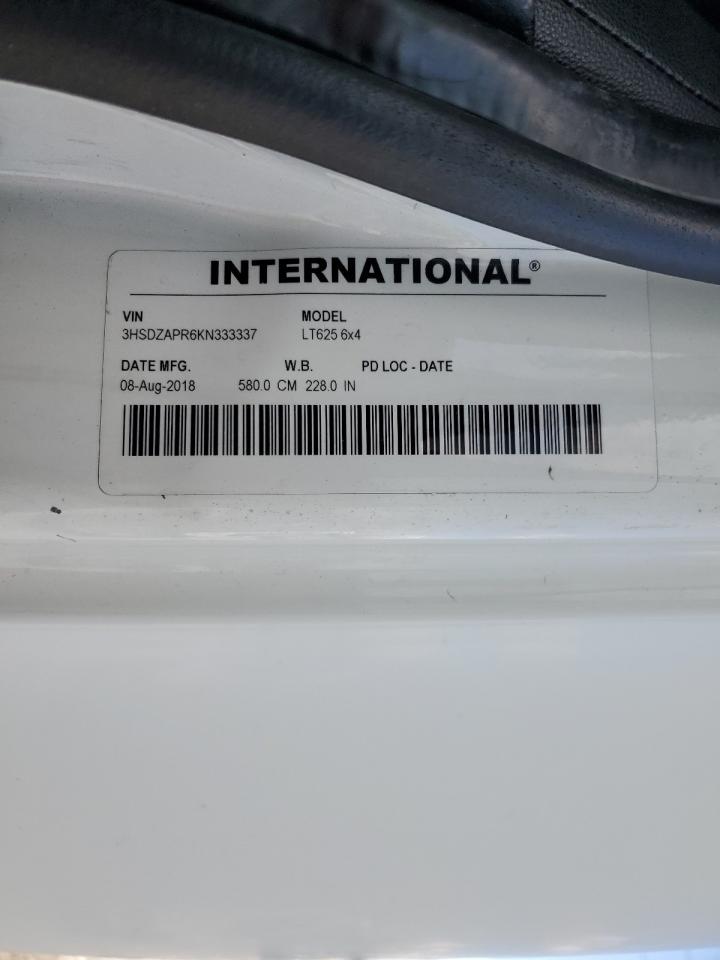 INTERNATIONAL®
VIN MODEL
3HSDZAPR6KN333337 LT625 6x4
DATE MFG. W.B. PD LOC - DATE
08-Aug-2018 580.0 CM 228.0 IN